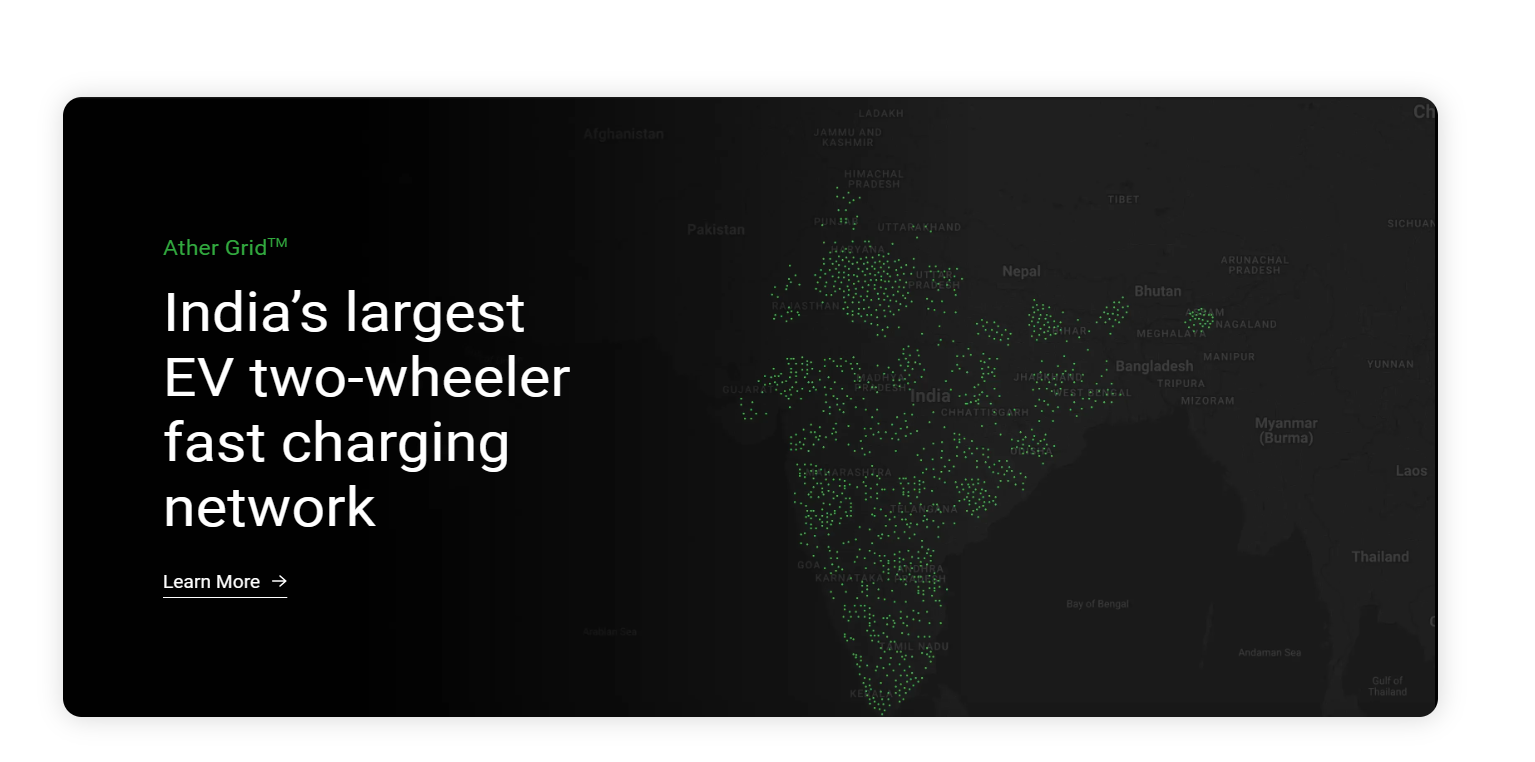 Ather Grid™
India’s largest
EV two-wheeler
fast charging
network
Learn More →
LADAKH
Ch
Afghanistan
JAMMU AND
KASHMIR
HIMACHAL
PRADESH
TIBET
PUNJAB
UTTARAKHAND
SICHUAN
Pakistan
HARYANA
ARUNACHAL
PRADESH
Nepal
UTTAR
PRADESH
Bhutan
RAJASTHAN
ASSAM
NAGALAND
BIHAR
MEGHALAYA
MANIPUR
Bangladesh
YUNNAN
JHARKHAND
TRIPURA
MADHYA
PRADESH
GUJARAT
India
WEST BENGAL
MIZORAM
CHHATTISGARH
Myanmar
(Burma)
ODISHA
MAHARASHTRA
Laos
TELANGANA
Thailand
GOA
ANDHRA
PRADESH
KARNATAKA
Bay of Bengal
Arabian Sea
TAMIL NADU
Andaman Sea
Gulf of
Thailand
KERALA